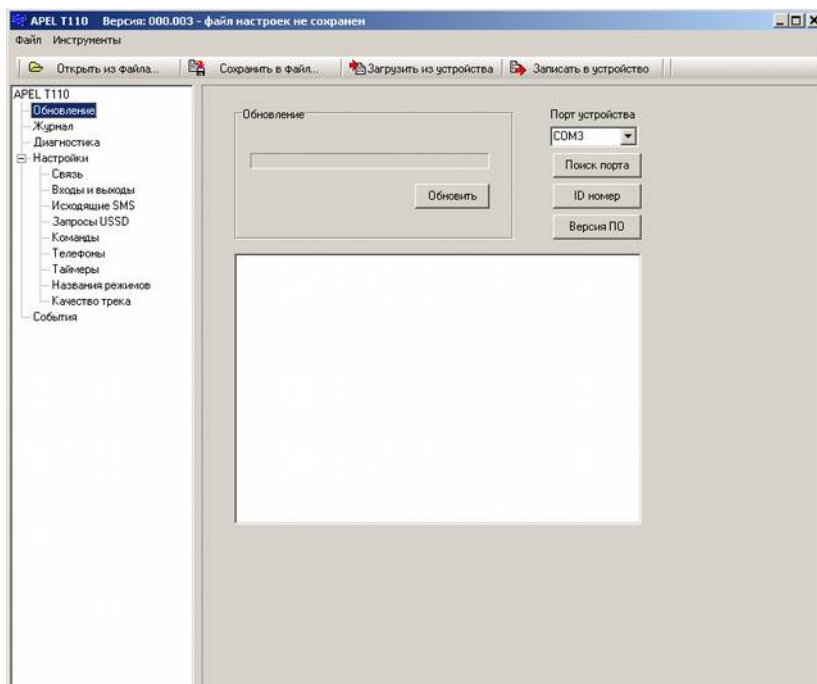 APEL T110 Версия: 000.003 - файл настроек не сохранен
Файл Инструменты
Открыть из файла... Сохранить в файл... Загрузить из устройства Записать в устройство
APEL T110
Обновление
Журнал
Диагностика
Настройки
Связь
Входы и выходы
Исходящие SMS
Запросы USSD
Команды
Телефоны
Таймеры
Названия режимов
Качество трека
События
Обновление
Обновить
Порт устройства
COM3
Поиск порта
ID номер
Версия ПО